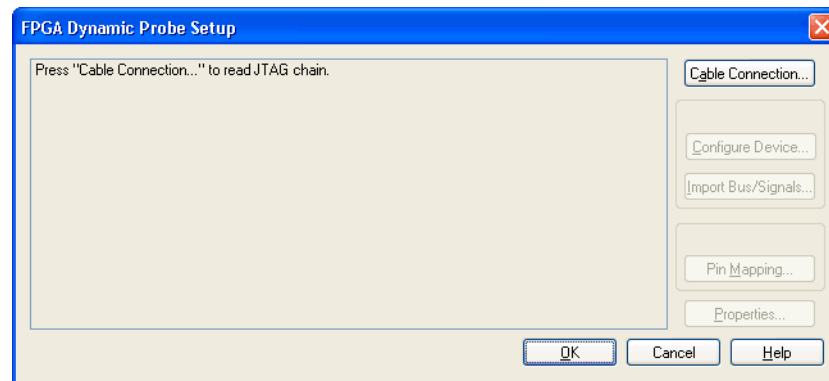 FPGA Dynamic Probe Setup
Press "Cable Connection..." to read JTAG chain.
Cable Connection...
Configure Device...
Import Bus/Signals...
Pin Mapping...
Properties...
OK Cancel Help